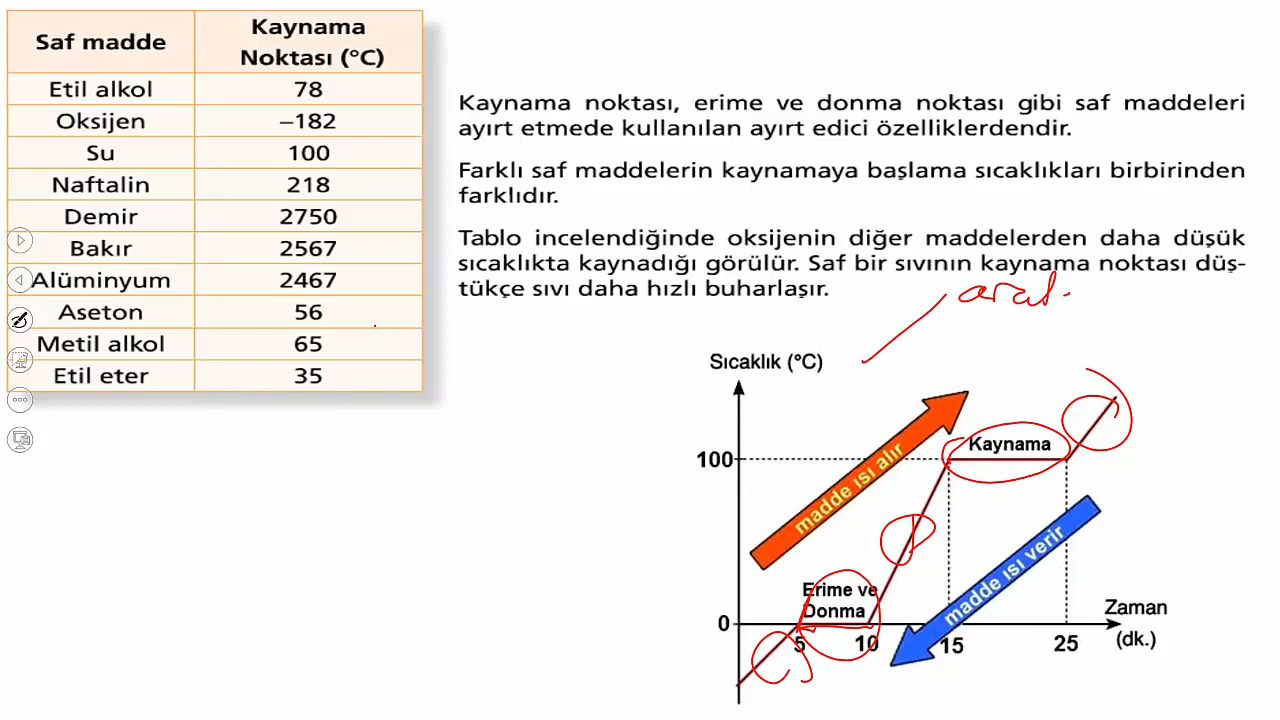 Saf madde Kaynama Noktası (°C)
Etil alkol 78
Oksijen –182
Su 100
Naftalin 218
Demir 2750
Bakır 2567
Alüminyum 2467
Aseton 56
Metil alkol 65
Etil eter 35
Kaynama noktası, erime ve donma noktası gibi saf maddeleri
ayırt etmede kullanılan ayırt edici özelliklerdendir.
Farklı saf maddelerin kaynamaya başlama sıcaklıkları birbirinden
farklıdır.
Tablo incelendiğinde oksijenin diğer maddelerden daha düşük
sıcaklıkta kaynadığı görülür. Saf bir sıvının kaynama noktası düş-
tükçe sıvı daha hızlı buharlaşır.
Sıcaklık (°C)
100
Kaynama
madde ısı alır
madde ısı verir
Erime ve
Donma
0
5 10 15 25
Zaman
(dk.)